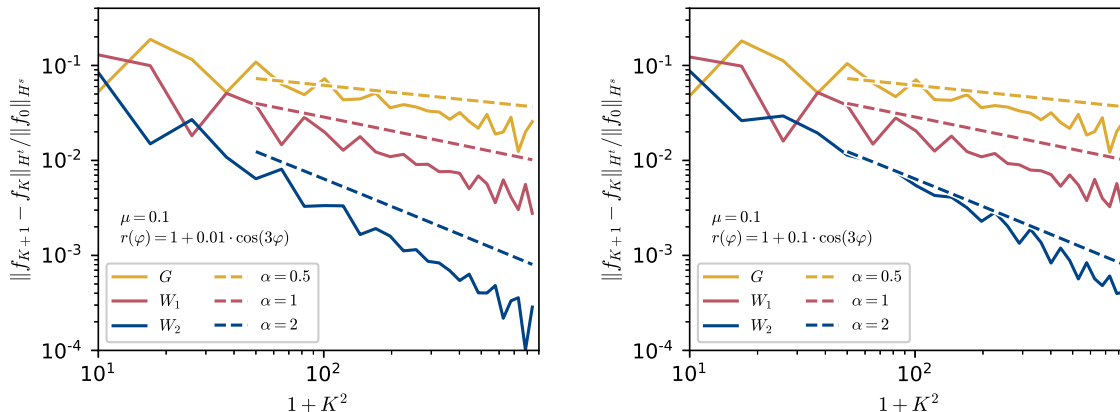 10^{-1}
10^{-2}
10^{-3}
10^{-4}
\|f_{K+1} - f_K\|_{H^t} / \|f_0\|_{H^s}
μ = 0.1
r(φ) = 1 + 0.01 · cos(3φ)
G
W_1
W_2
α = 0.5
α = 1
α = 2
10^1
10^2
1 + K^2
10^{-1}
10^{-2}
10^{-3}
10^{-4}
\|f_{K+1} - f_K\|_{H^t} / \|f_0\|_{H^s}
μ = 0.1
r(φ) = 1 + 0.1 · cos(3φ)
G
W_1
W_2
α = 0.5
α = 1
α = 2
10^1
10^2
1 + K^2